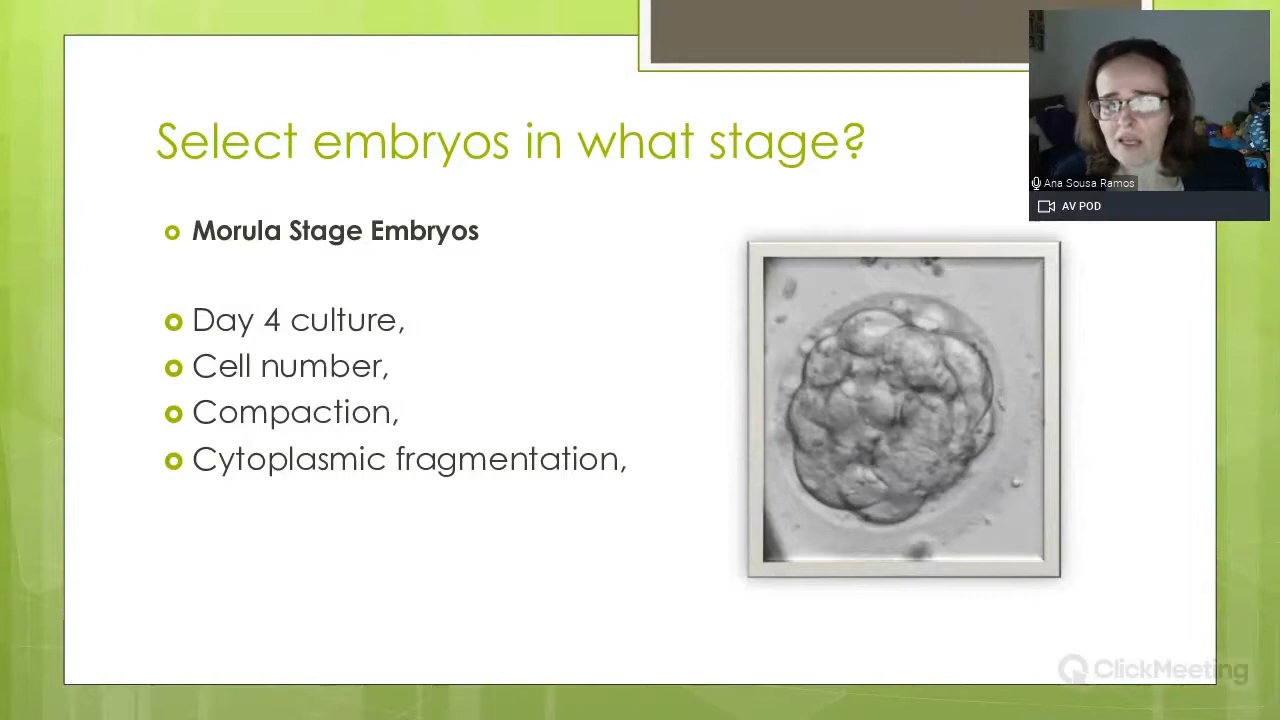 Select embryos in what stage?
Morula Stage Embryos
Day 4 culture,
Cell number,
Compaction,
Cytoplasmic fragmentation,
Ana Sousa Ramos
AV POD
ClickMeeting